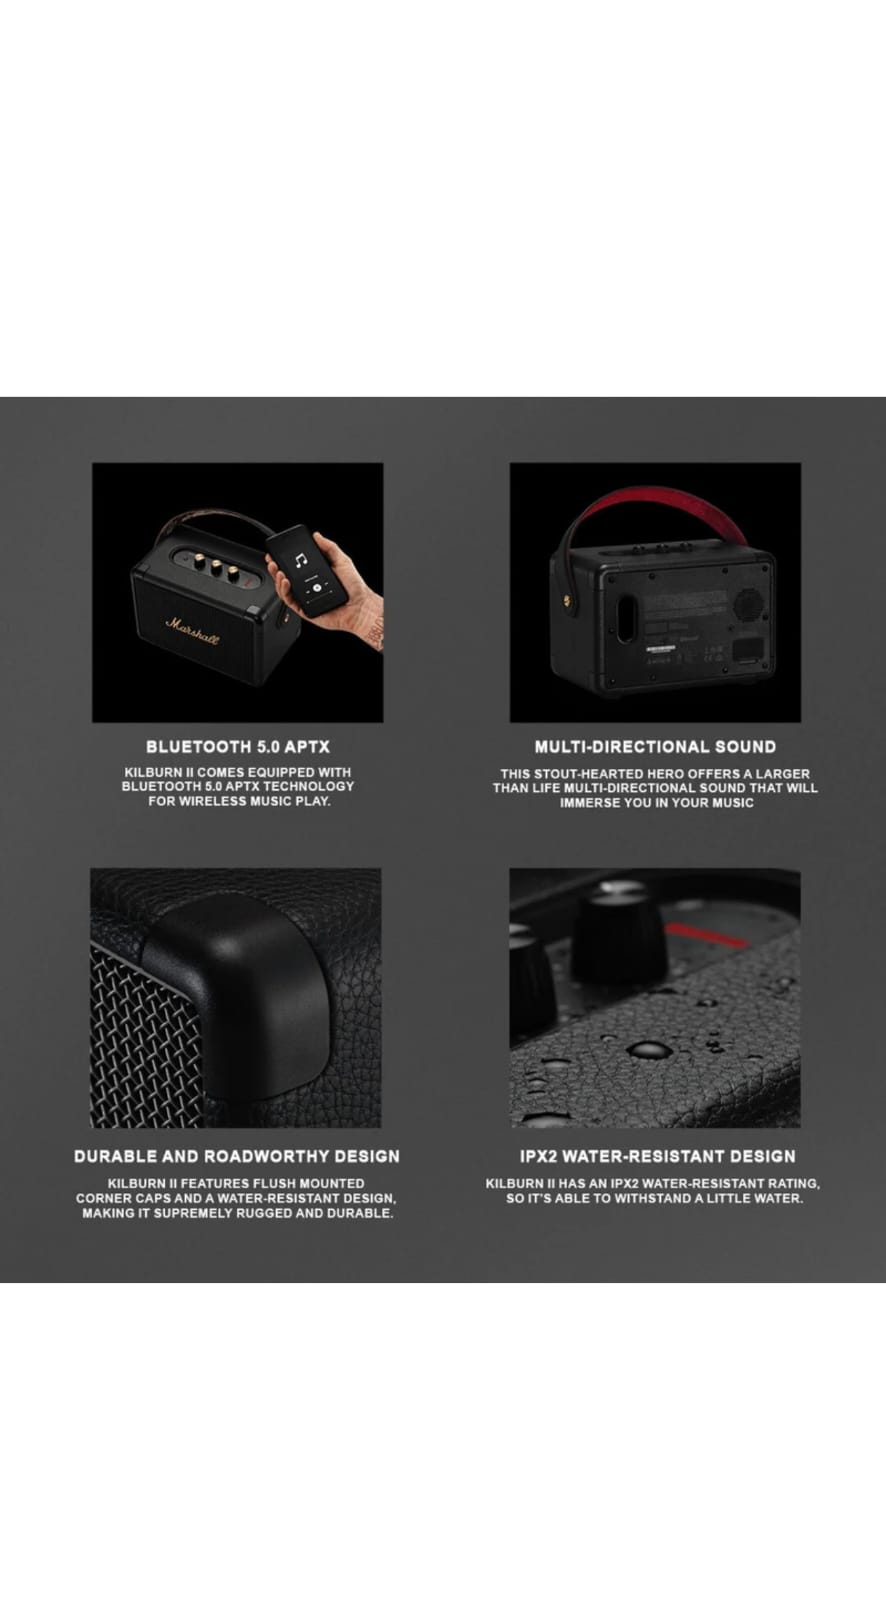 Marshall
BLUETOOTH 5.0 APTX
KILBURN II COMES EQUIPPED WITH
BLUETOOTH 5.0 APTX TECHNOLOGY
FOR WIRELESS MUSIC PLAY.
MULTI-DIRECTIONAL SOUND
THIS STOUT-HEARTED HERO OFFERS A LARGER
THAN LIFE MULTI-DIRECTIONAL SOUND THAT WILL
IMMERSE YOU IN YOUR MUSIC
DURABLE AND ROADWORTHY DESIGN
KILBURN II FEATURES FLUSH MOUNTED
CORNER CAPS AND A WATER-RESISTANT DESIGN,
MAKING IT SUPREMELY RUGGED AND DURABLE.
IPX2 WATER-RESISTANT DESIGN
KILBURN II HAS AN IPX2 WATER-RESISTANT RATING,
SO IT'S ABLE TO WITHSTAND A LITTLE WATER.